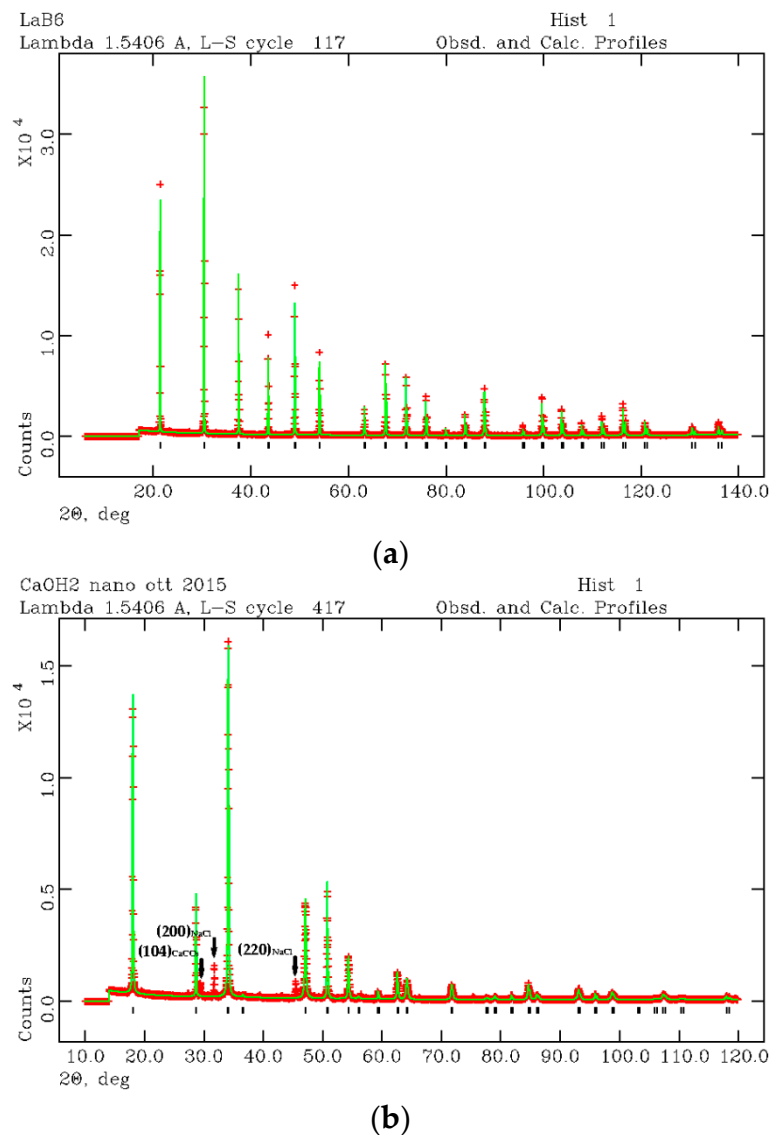 LaB6 Hist 1
Lambda 1.5406 A, L-S cycle 117 Obsd. and Calc. Profiles
X10 4
3.0
2.0
1.0
0.0
Counts
20.0 40.0 60.0 80.0 100.0 120.0 140.0
2Θ, deg
(a)
CaOH2 nano ott 2015 Hist 1
Lambda 1.5406 A, L-S cycle 417 Obsd. and Calc. Profiles
X10 4
1.5
1.0
0.5
(200)NaCl
(104)CaCO (220)NaCl
0.0
Counts
10.0 20.0 30.0 40.0 50.0 60.0 70.0 80.0 90.0 100.0 110.0 120.0
2Θ, deg
(b)